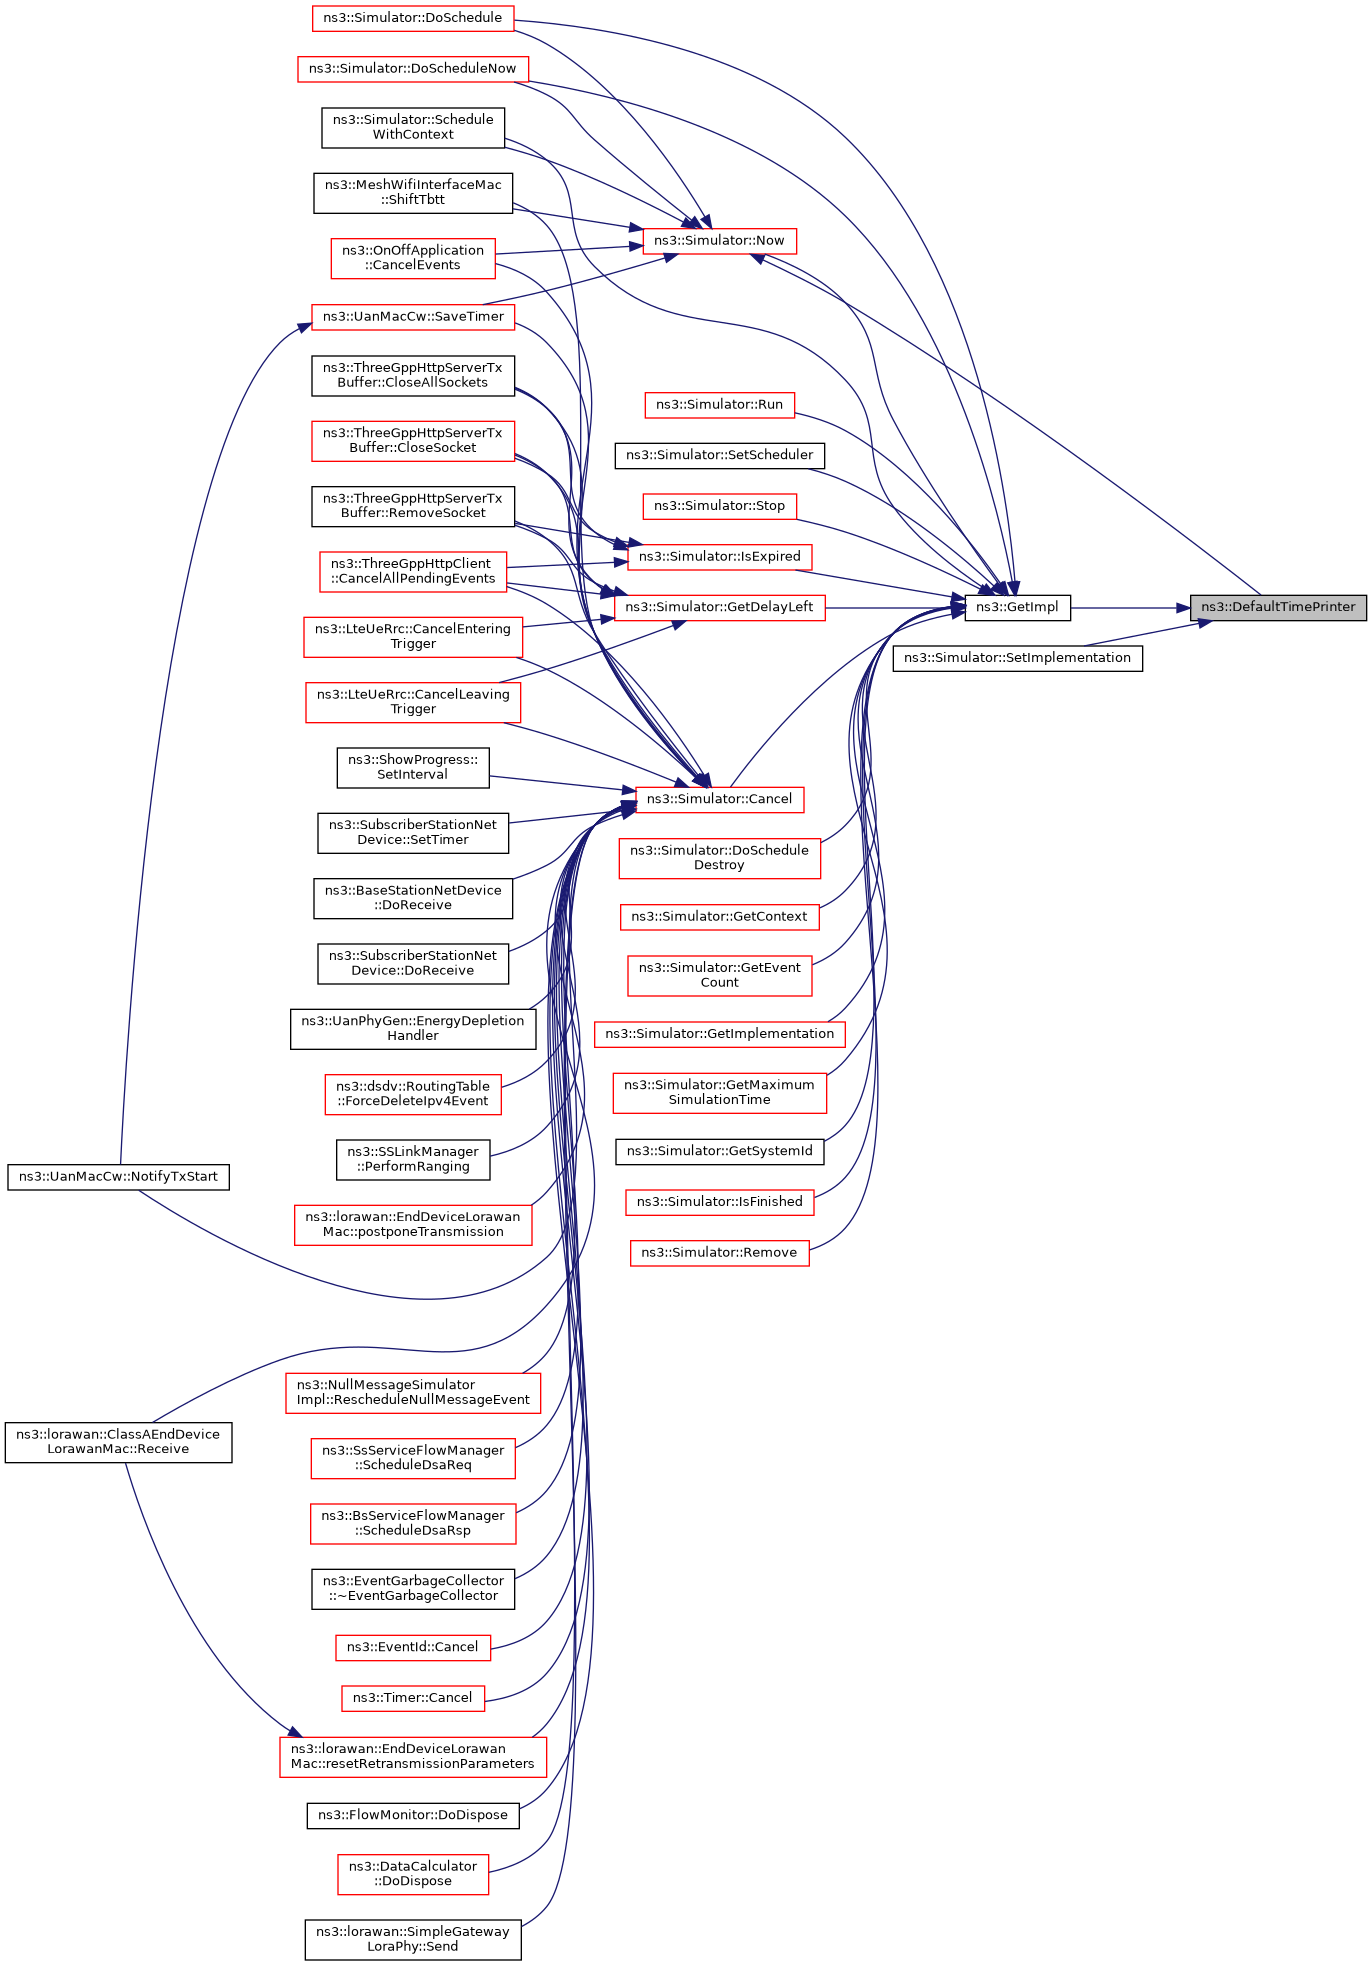 ns3::Simulator::DoSchedule
ns3::Simulator::DoScheduleNow
ns3::Simulator::Schedule
WithContext
ns3::MeshWifiInterfaceMac
::ShiftTbtt
ns3::OnOffApplication
::CancelEvents
ns3::UanMacCw::SaveTimer
ns3::ThreeGppHttpServerTx
Buffer::CloseAllSockets
ns3::ThreeGppHttpServerTx
Buffer::CloseSocket
ns3::ThreeGppHttpServerTx
Buffer::RemoveSocket
ns3::ThreeGppHttpClient
::CancelAllPendingEvents
ns3::LteUeRrc::CancelEntering
Trigger
ns3::LteUeRrc::CancelLeaving
Trigger
ns3::ShowProgress::
SetInterval
ns3::SubscriberStationNet
Device::SetTimer
ns3::BaseStationNetDevice
::DoReceive
ns3::SubscriberStationNet
Device::DoReceive
ns3::UanPhyGen::EnergyDepletion
Handler
ns3::dsdv::RoutingTable
::ForceDeleteIpv4Event
ns3::SSLinkManager
::PerformRanging
ns3::UanMacCw::NotifyTxStart
ns3::lorawan::EndDeviceLorawan
Mac::postponeTransmission
ns3::NullMessageSimulator
Impl::RescheduleNullMessageEvent
ns3::lorawan::ClassAEndDevice
LorawanMac::Receive
ns3::SsServiceFlowManager
::ScheduleDsaReq
ns3::BsServiceFlowManager
::ScheduleDsaRsp
ns3::EventGarbageCollector
::~EventGarbageCollector
ns3::EventId::Cancel
ns3::Timer::Cancel
ns3::lorawan::EndDeviceLorawan
Mac::resetRetransmissionParameters
ns3::FlowMonitor::DoDispose
ns3::DataCalculator
::DoDispose
ns3::lorawan::SimpleGateway
LoraPhy::Send
ns3::Simulator::Now
ns3::Simulator::Run
ns3::Simulator::SetScheduler
ns3::Simulator::Stop
ns3::Simulator::IsExpired
ns3::Simulator::GetDelayLeft
ns3::Simulator::Cancel
ns3::Simulator::DoSchedule
Destroy
ns3::Simulator::GetContext
ns3::Simulator::GetEvent
Count
ns3::Simulator::GetImplementation
ns3::Simulator::GetMaximum
SimulationTime
ns3::Simulator::GetSystemId
ns3::Simulator::IsFinished
ns3::Simulator::Remove
ns3::GetImpl
ns3::Simulator::SetImplementation
ns3::DefaultTimePrinter